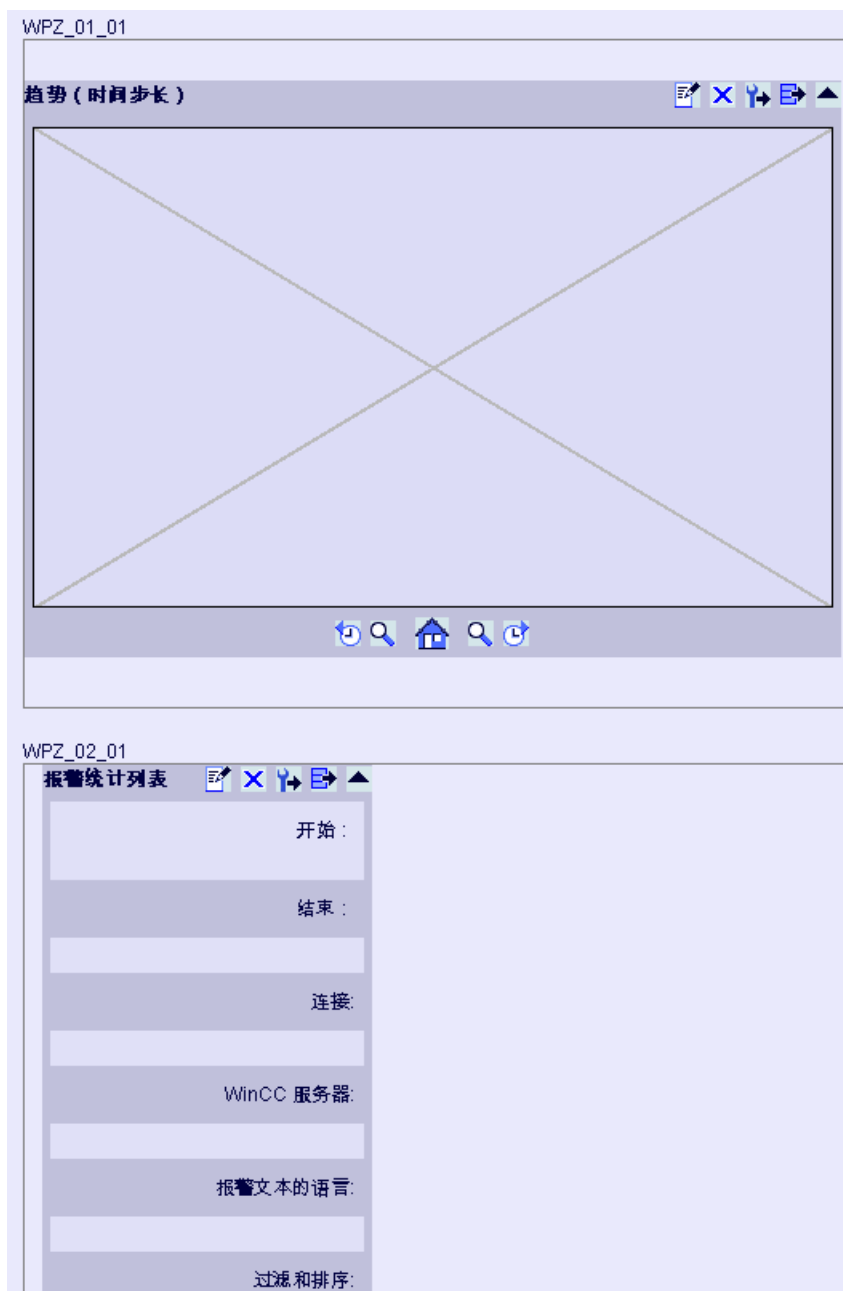 WPZ_01_01
趋势(时间步长)
WPZ_02_01
报警统计列表
开始:
结束:
连接:
WinCC 服务器:
报警文本的语言:
过滤和排序: